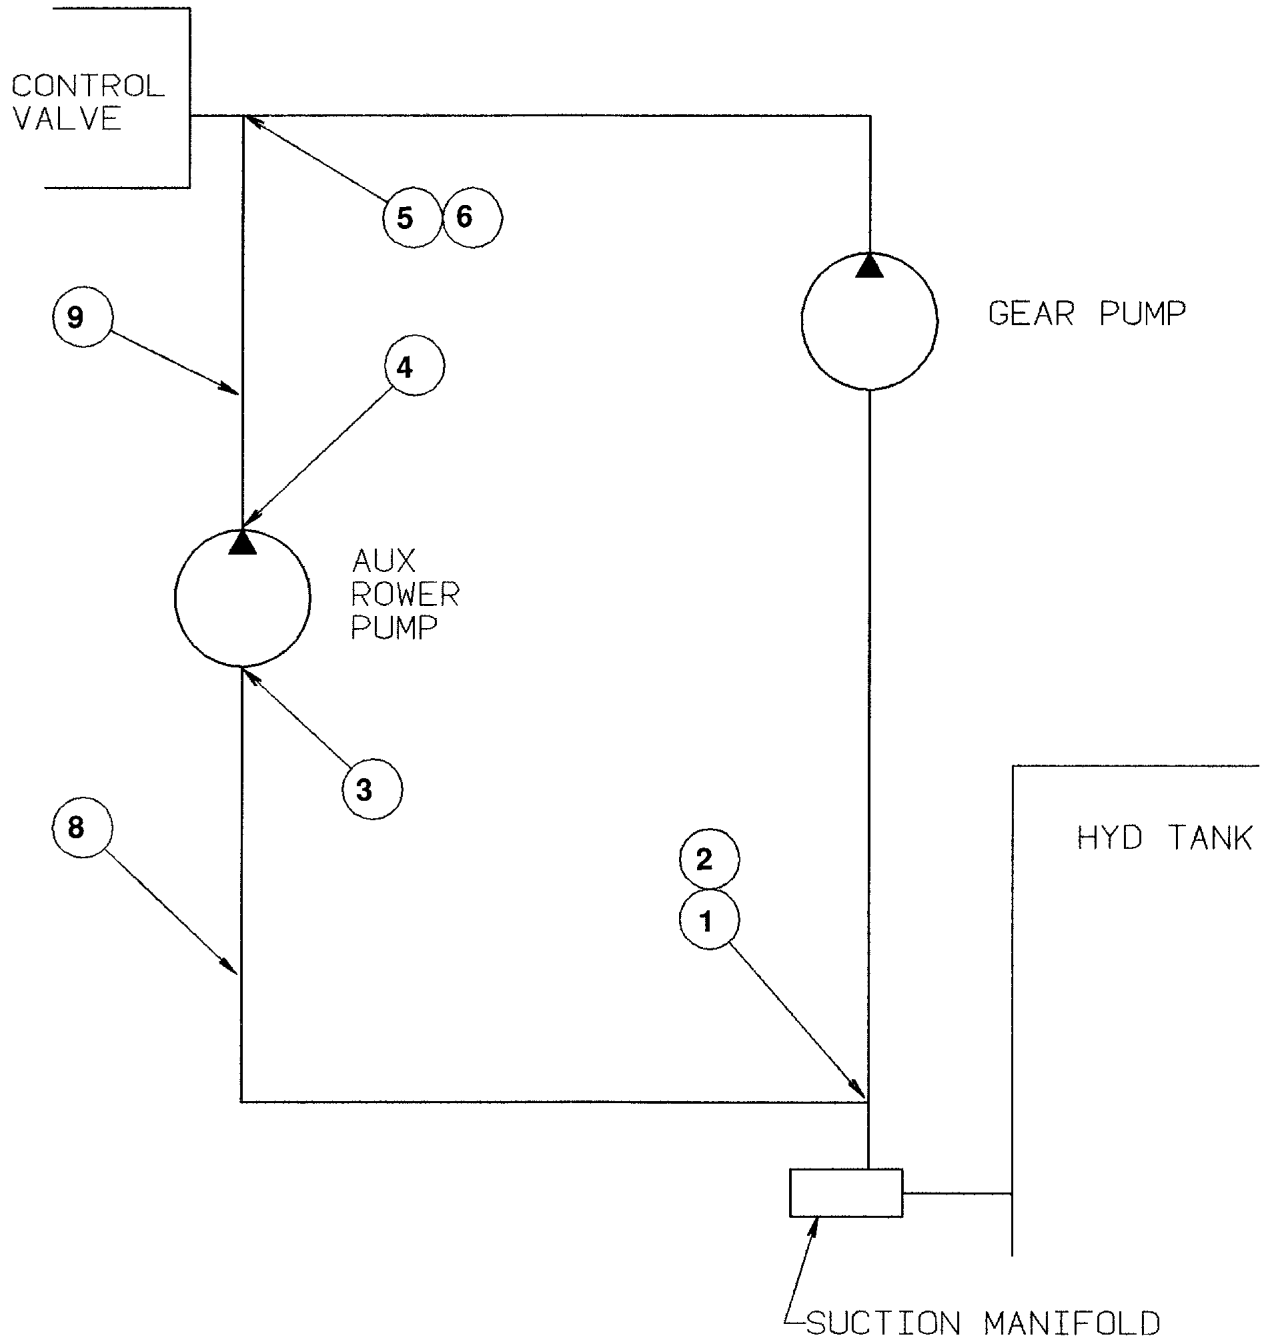 CONTROL
VALVE
5 6
9
GEAR PUMP
4
AUX
ROWER
PUMP
3
8
HYD TANK
2
1
SUCTION MANIFOLD